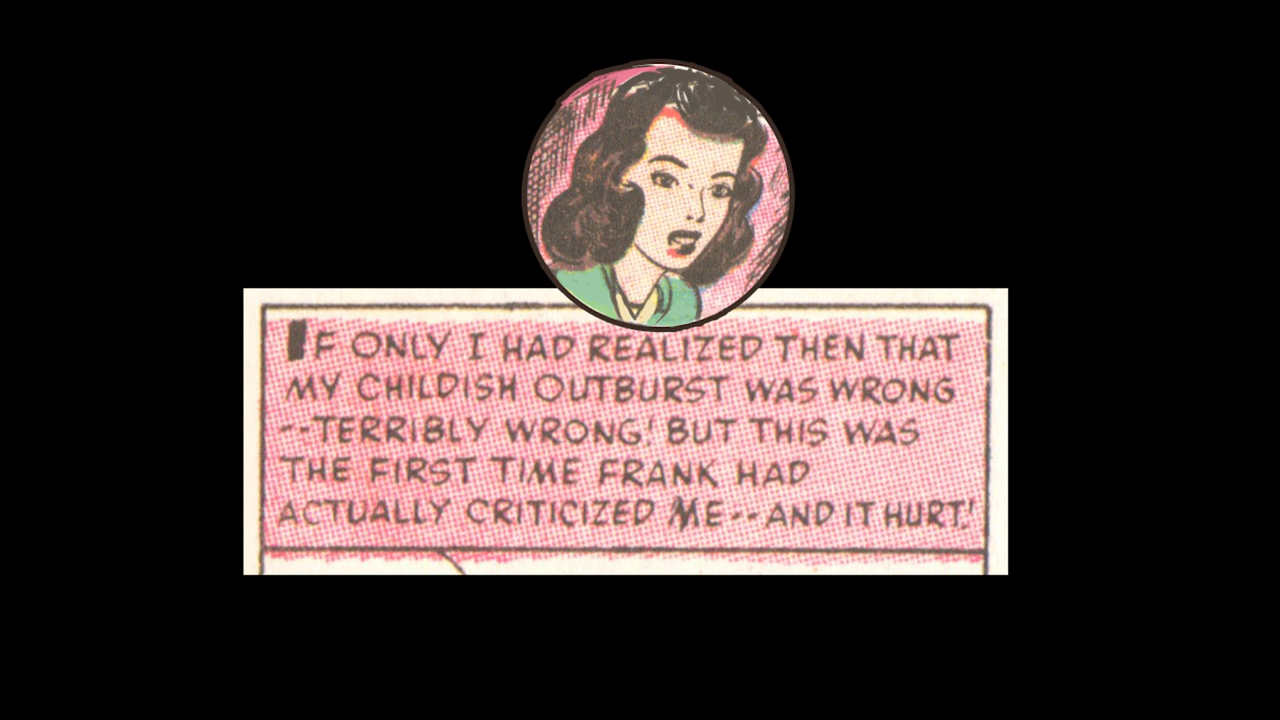 IF ONLY I HAD REALIZED THEN THAT
MY CHILDISH OUTBURST WAS WRONG
--TERRIBLY WRONG! BUT THIS WAS
THE FIRST TIME FRANK HAD
ACTUALLY CRITICIZED ME--AND IT HURT!